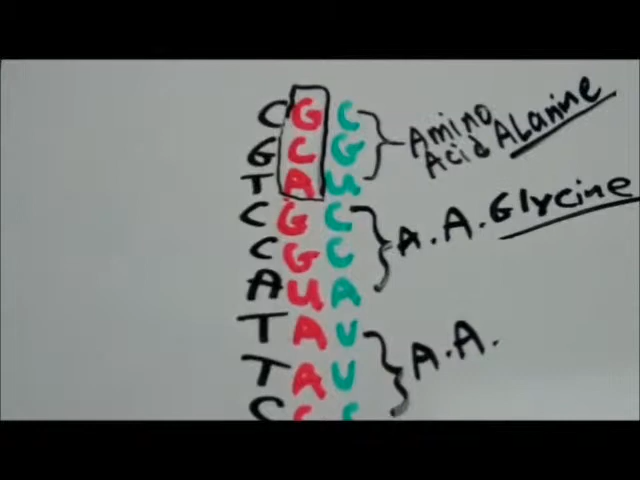 C G C
G C G Amino Acid ALanine
T A U
C G C
C G C A.A. Glycine
A U A
T A U
T A U A.A.
C